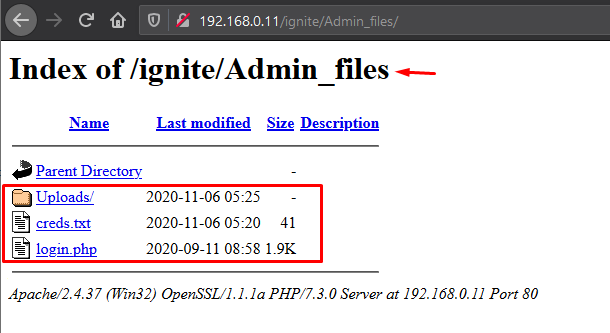 192.168.0.11/ignite/Admin_files/
Index of /ignite/Admin_files
Name Last modified Size Description
Parent Directory -
Uploads/ 2020-11-06 05:25 -
creds.txt 2020-11-06 05:20 41
login.php 2020-09-11 08:58 1.9K
Apache/2.4.37 (Win32) OpenSSL/1.1.1a PHP/7.3.0 Server at 192.168.0.11 Port 80